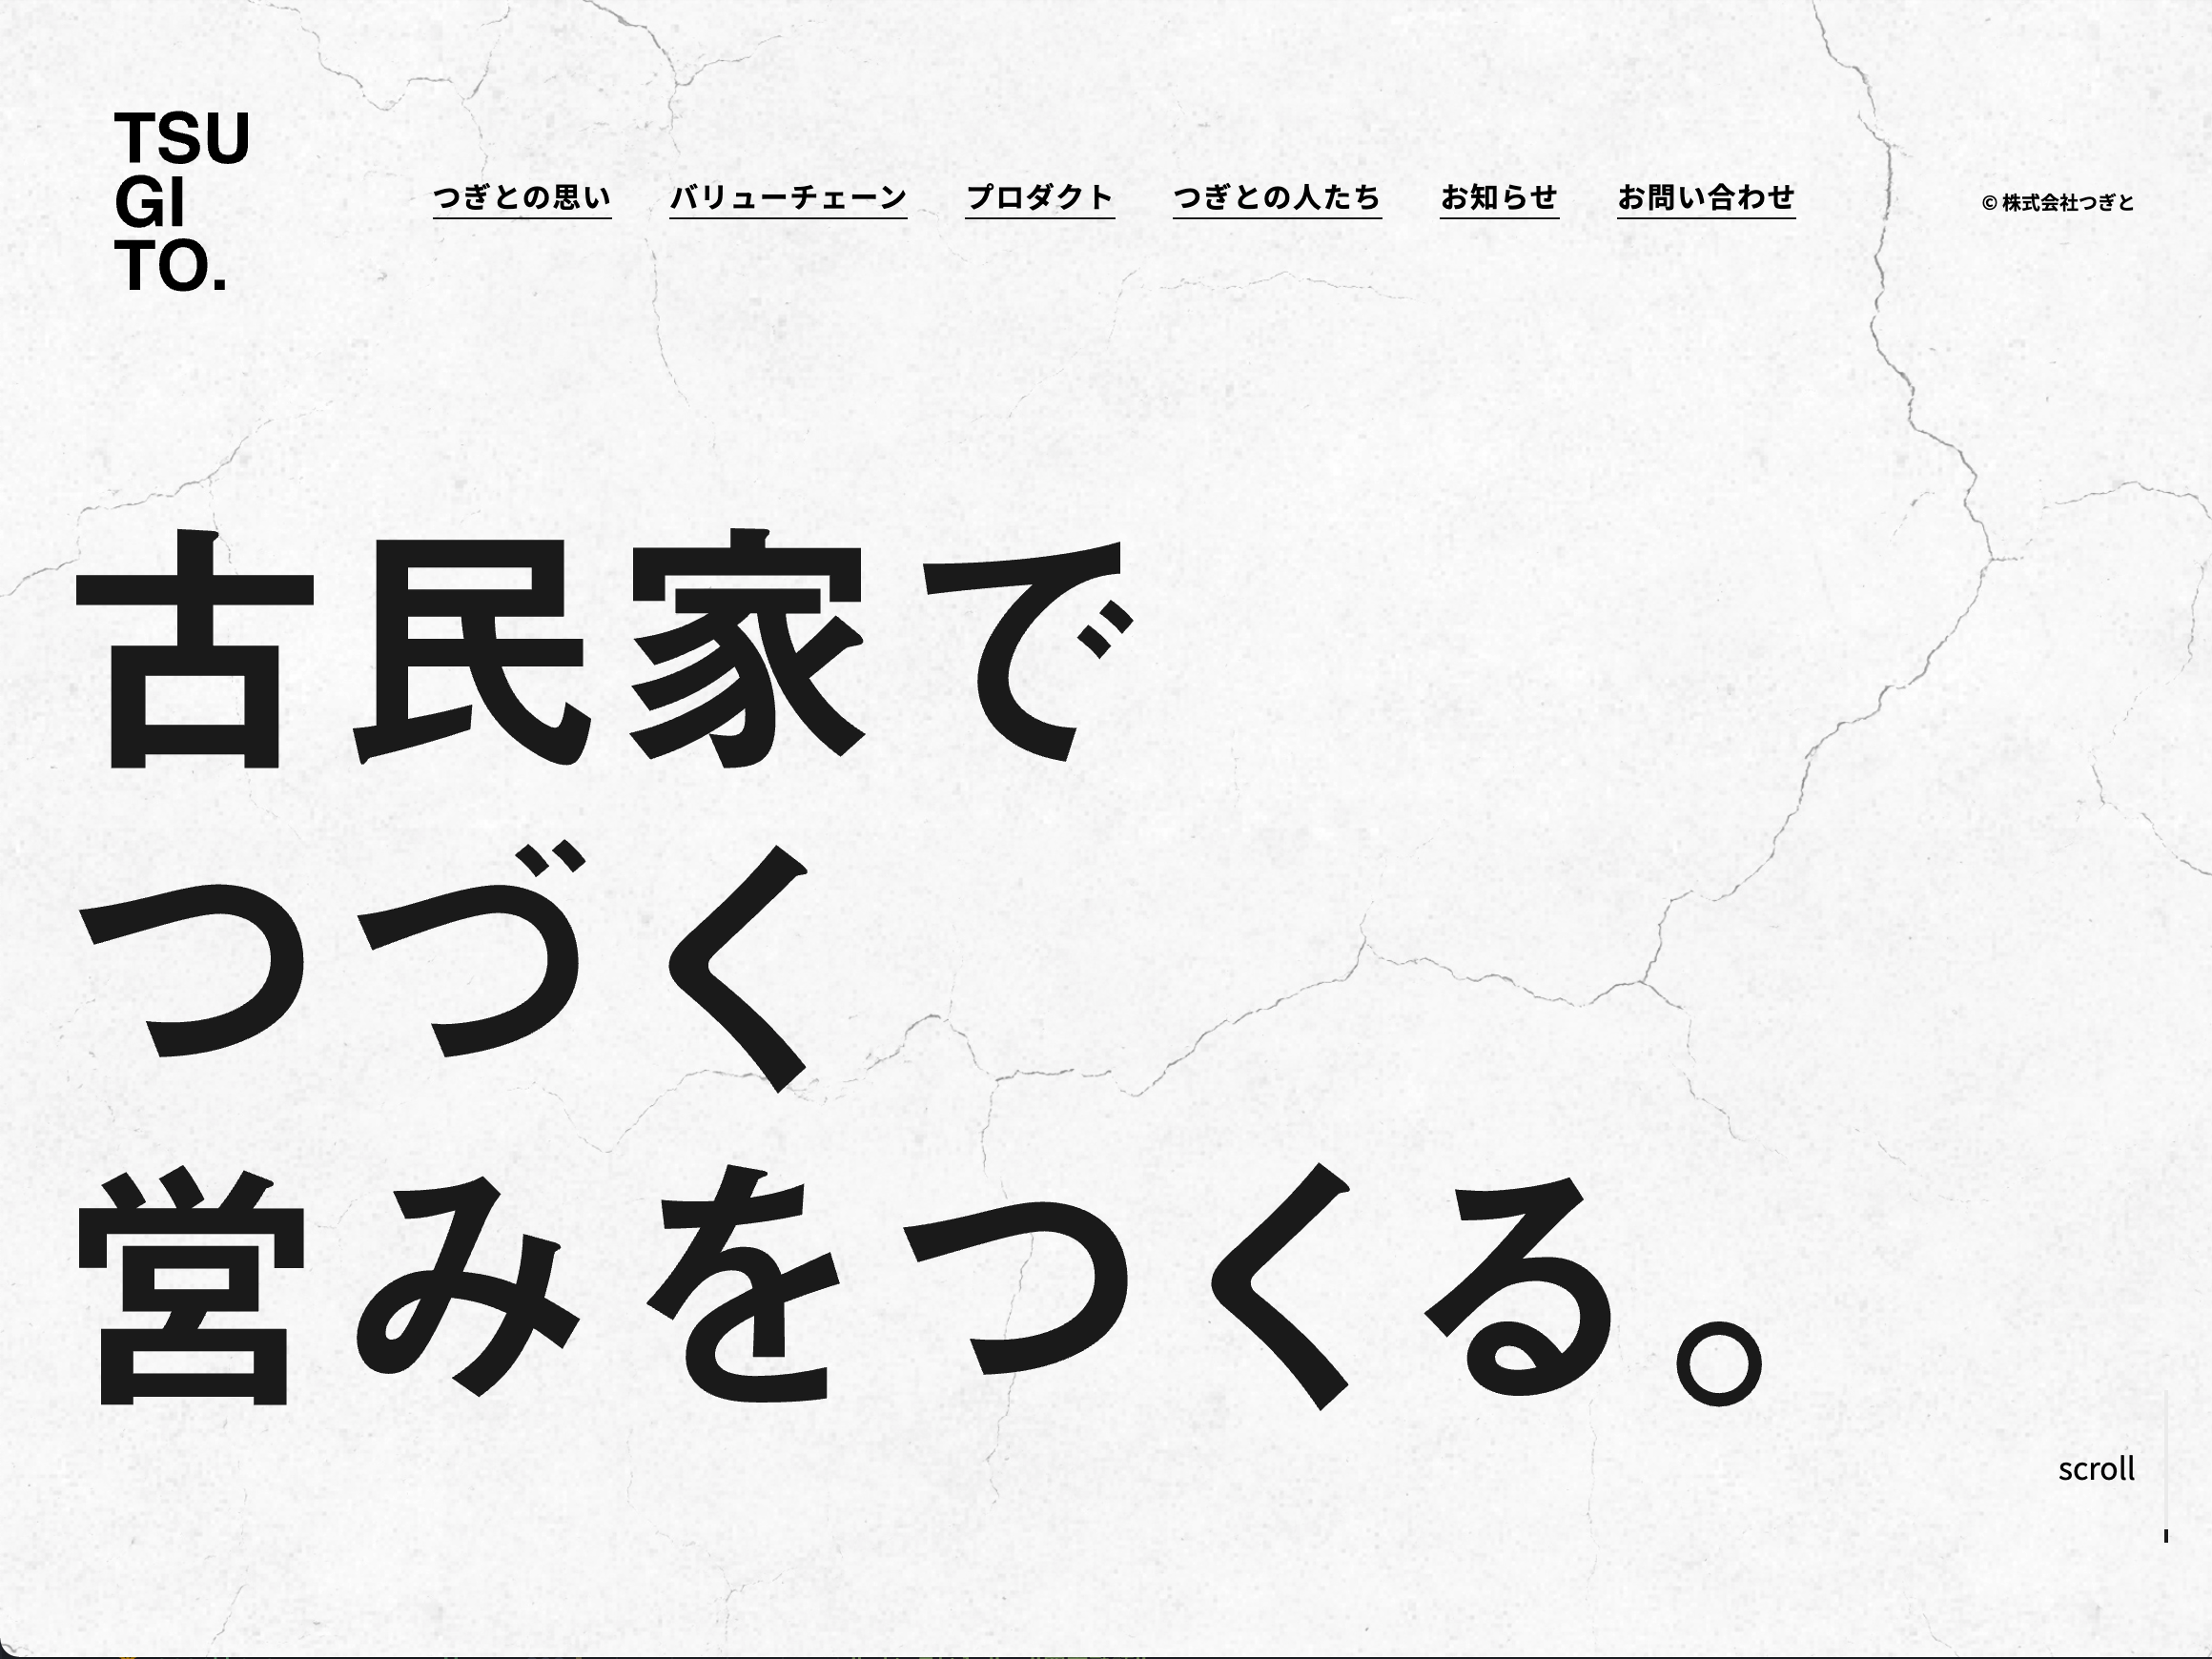 TSU
GI
TO.
つぎとの思い バリューチェーン プロダクト つぎとの人たち お知らせ お問い合わせ © 株式会社つぎと
古民家で
つづく
営みをつくる。
scroll